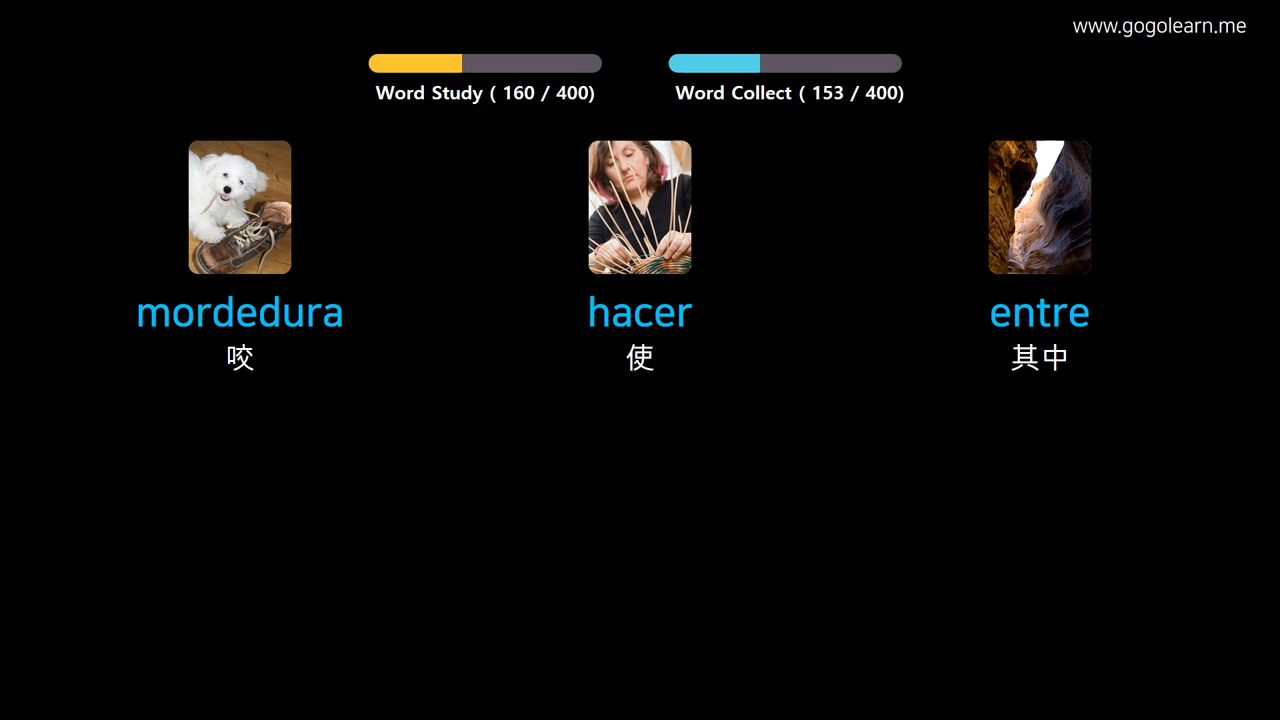 www.gogolearn.me
Word Study ( 160 / 400)
Word Collect ( 153 / 400)
mordedura
hacer
entre
咬
使
其中